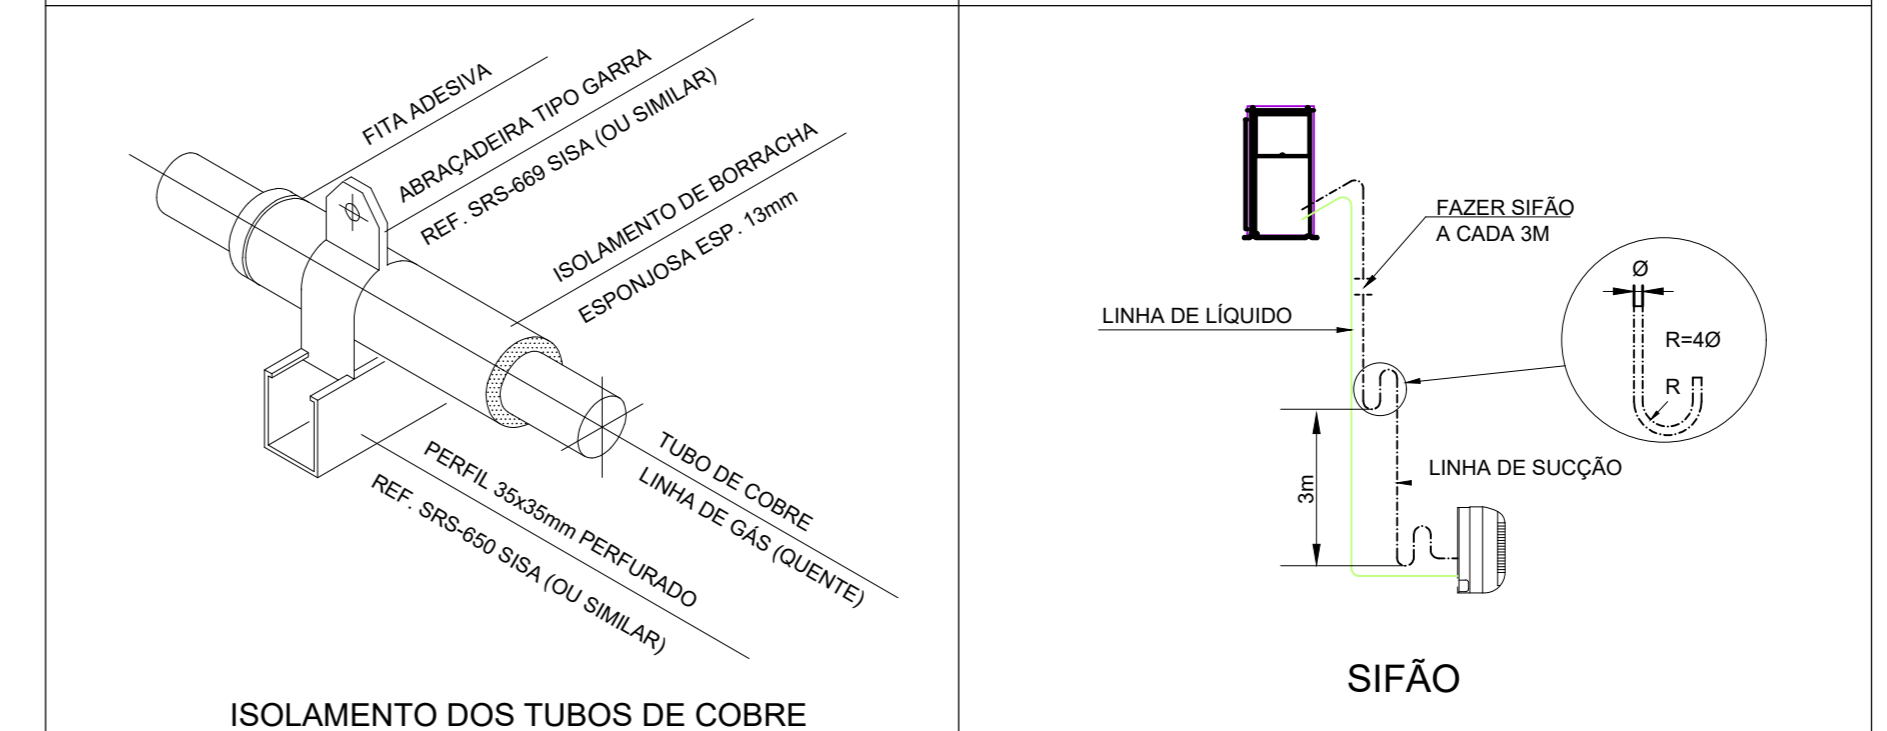 FITA ADESIVA
ABRAÇADEIRA TIPO GARRA
REF. SRS-669 SISA (OU SIMILAR)
ISOLAMENTO DE BORRACHA
ESPONJOSA ESP. 13mm
TUBO DE COBRE
LINHA DE GÁS (QUENTE)
PERFIL 35x35mm PERFURADO
REF. SRS-650 SISA (OU SIMILAR)
ISOLAMENTO DOS TUBOS DE COBRE
FAZER SIFÃO
A CADA 3M
LINHA DE LÍQUIDO
Ø
R=4Ø
R
3m
LINHA DE SUCÇÃO
SIFÃO